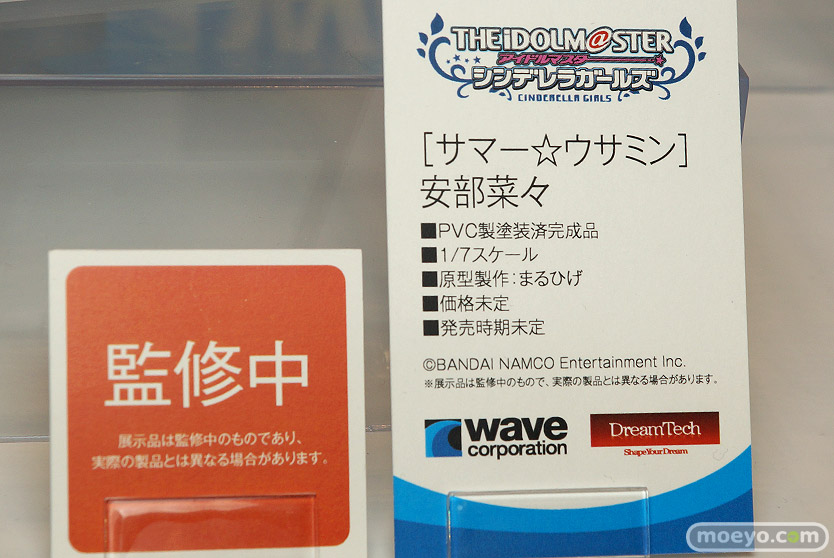 THE iDOLM@STER
アイドルマスター
シンデレラガールズ
CINDERELLA GIRLS
[サマー☆ウサミン]
安部菜々
■PVC製塗装済完成品
■1/7スケール
■原型製作:まるひげ
■価格未定
■発売時期未定
©BANDAI NAMCO Entertainment Inc.
※展示品は監修中のもので、実際の製品とは異なる場合があります。
wave
corporation
DreamTech
Shape Your Dream
監修中
展示品は監修中のものであり、
実際の製品とは異なる場合があります。
moeyo.com